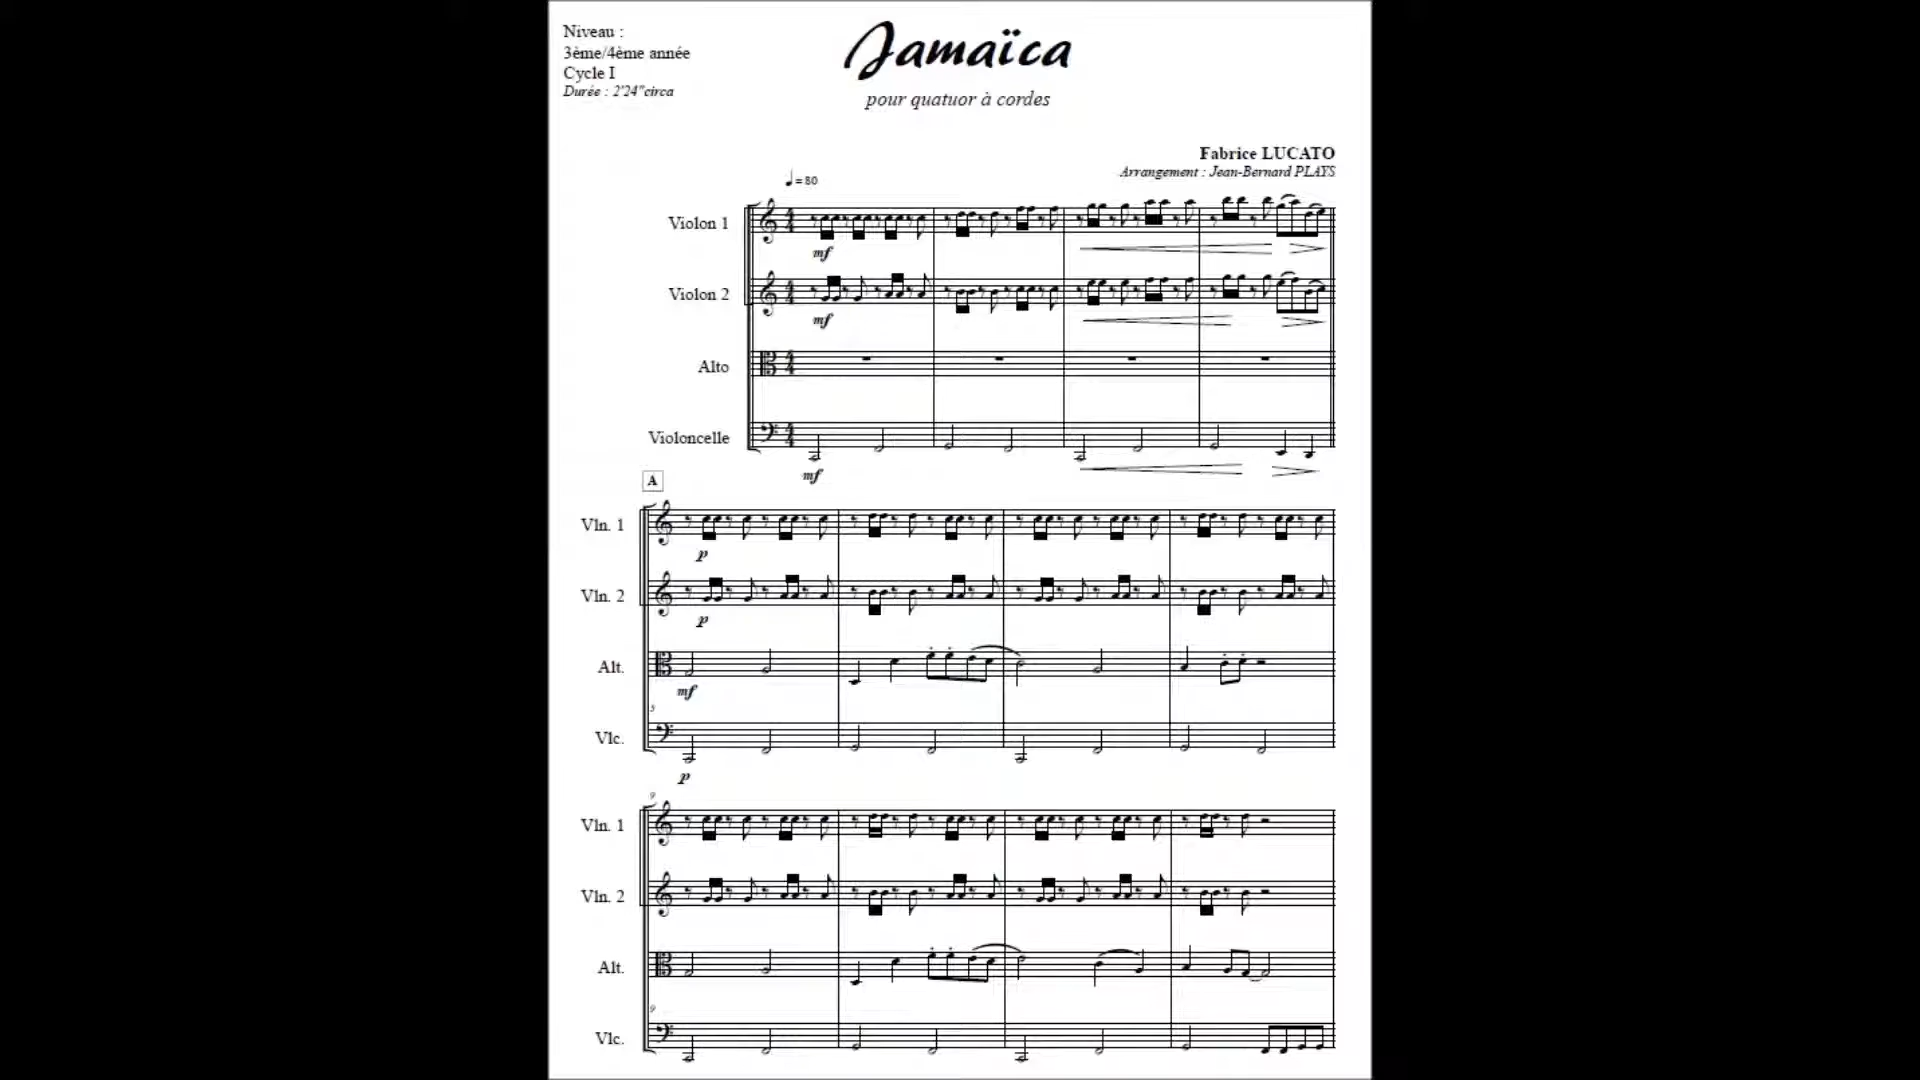 Niveau :
3ème/4ème année
Cycle I
Durée : 2'24"circa
Jamaïca
pour quatuor à cordes
Fabrice LUCATO
Arrangement : Jean-Bernard PLAYS
= 80
Violon 1
mf
Violon 2
mf
Alto
Violoncelle
mf
A
Vln. 1
p
Vln. 2
p
Alt.
mf
5
Vlc.
p
9
Vln. 1
Vln. 2
Alt.
9
Vlc.